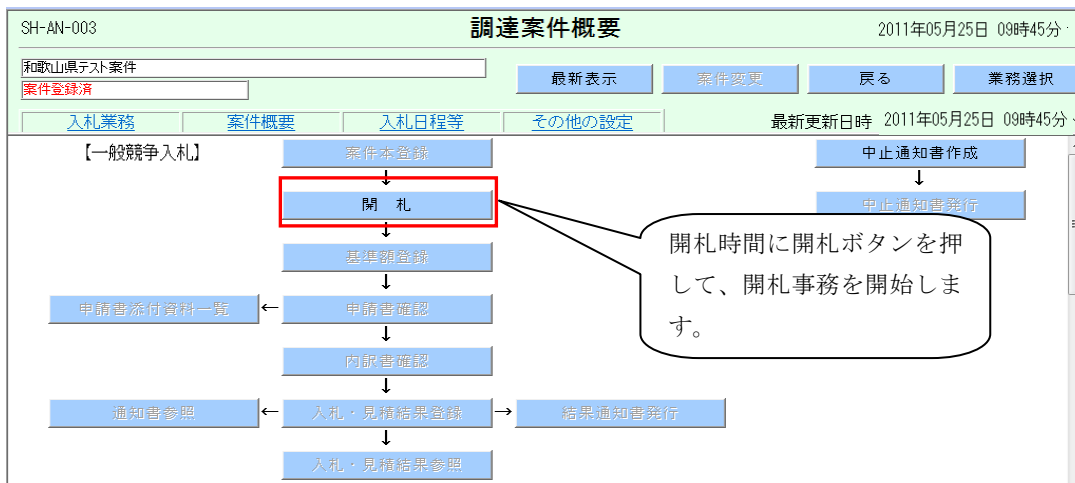 SH-AN-003
調達案件概要
2011年05月25日 09時45分
和歌山県テスト案件
案件登録済
最新表示
案件変更
戻る
業務選択
入札業務
案件概要
入札日程等
その他の設定
最新更新日時 2011年05月25日 09時45分
【一般競争入札】
案件本登録
中止通知書作成
↓
↓
開 札
中止通知書発行
↓
開札時間に開札ボタンを押
して、開札事務を開始しま
す。
基準額登録
↓
申請書添付資料一覧
←
申請書確認
↓
内訳書確認
↓
通知書参照
←
入札・見積結果登録
→
結果通知書発行
↓
入札・見積結果参照